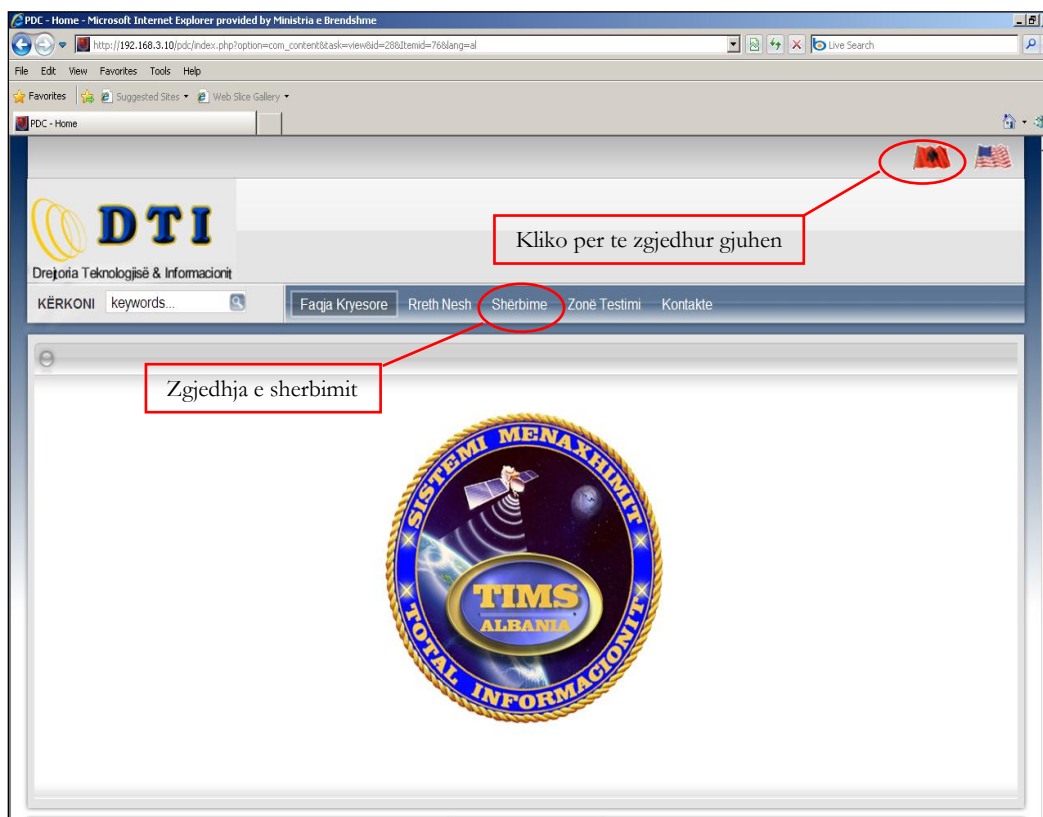 PDC - Home - Microsoft Internet Explorer provided by Ministria e Brendshme
http://192.168.3.10/pdc/index.php?option=com_content&task=view&id=28&Itemid=76&lang=al
Live Search
File Edit View Favorites Tools Help
Favorites Suggested Sites Web Slice Gallery
PDC - Home
DTI
Drejtoria Teknologjisë & Informacionit
Kliko per te zgjedhur gjuhen
KËRKONI keywords... Faqja Kryesore Rreth Nesh Shërbime Zonë Testimi Kontakte
Zgjedhja e sherbimit
SISTEMI MENAXHIMIT
TIMS
ALBANIA
TOTAL INFORMACIONIT